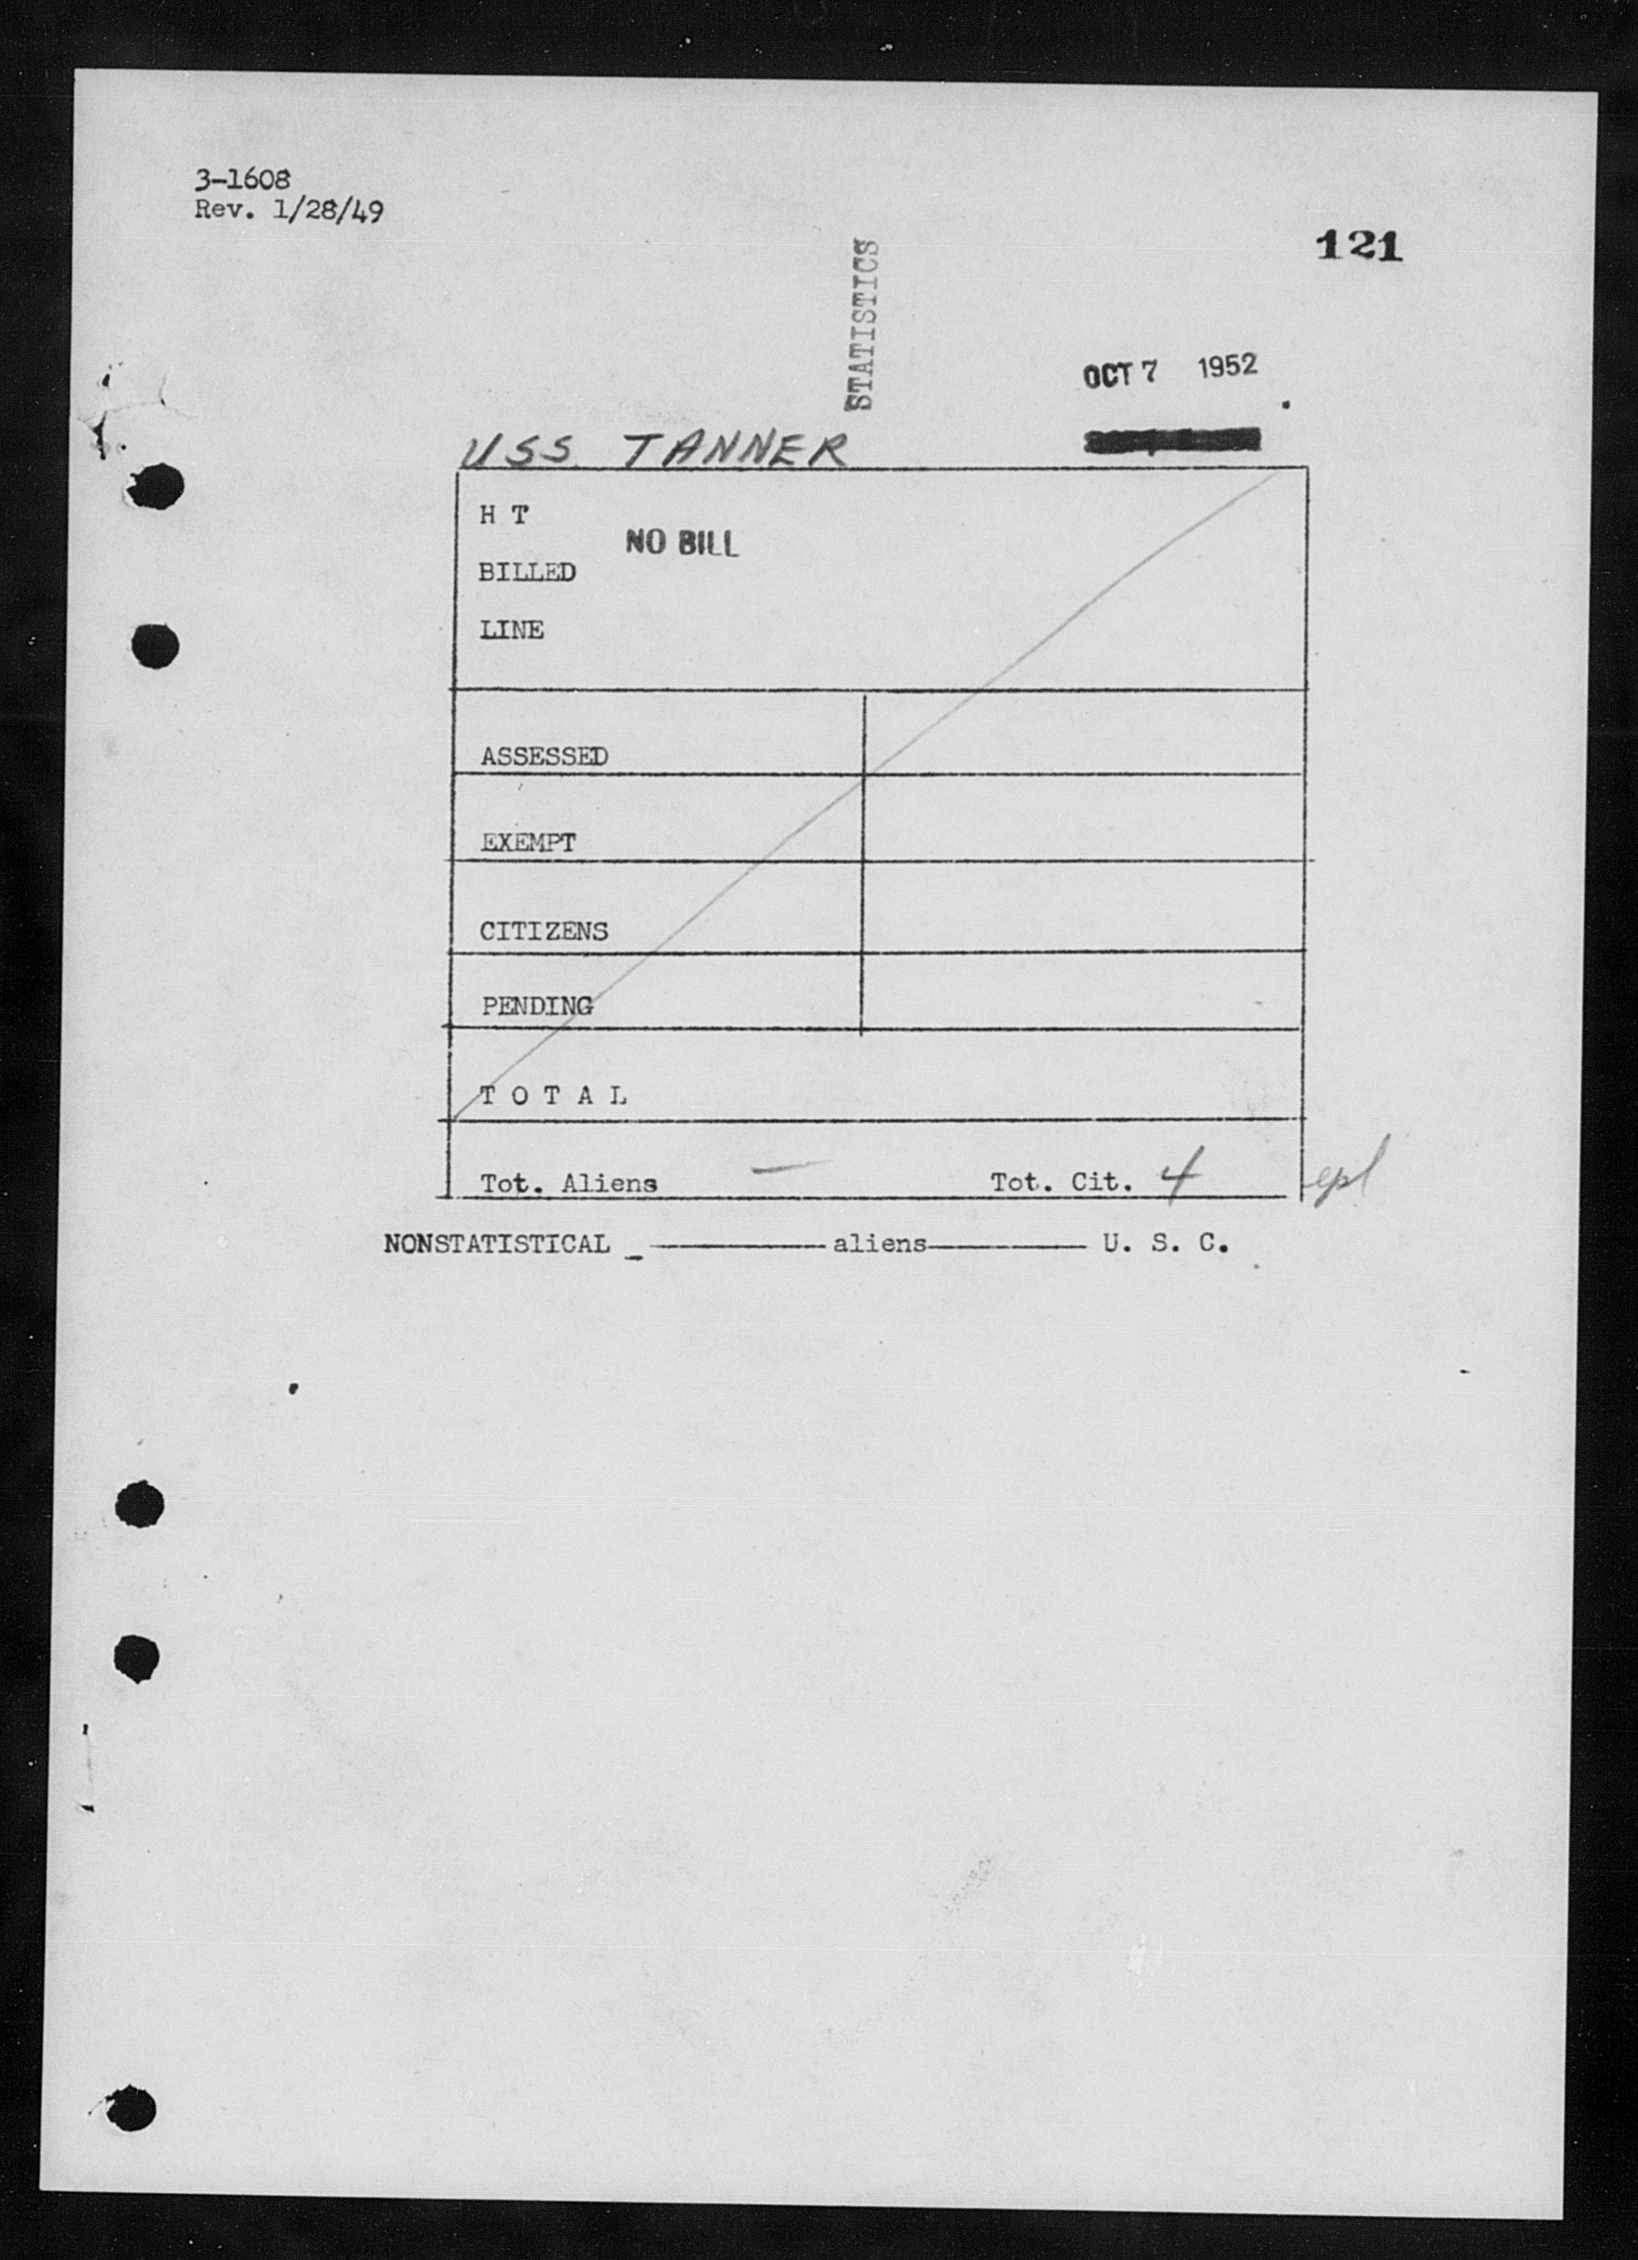 3-1608
Rev. 1/28/49
121
STATISTICS
OCT 7 1952
USS TANNER
H T
NO BILL
BILLED
LINE
ASSESSED
EXEMPT
CITIZENS
PENDING
T O T A L
Tot. Aliens — Tot. Cit. 4
NONSTATISTICAL _ ———— aliens ———— U. S. C.